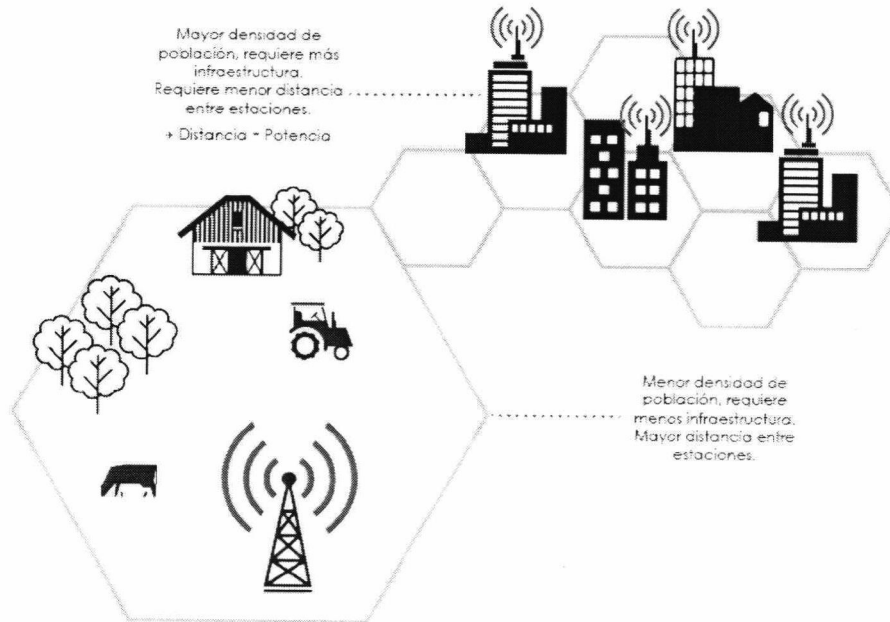 Mayor densidad de
población, requiere más
infraestructura.
Requiere menor distancia
entre estaciones.
+ Distancia - Potencia
Menor densidad de
población, requiere
menos infraestructura.
Mayor distancia entre
estaciones.